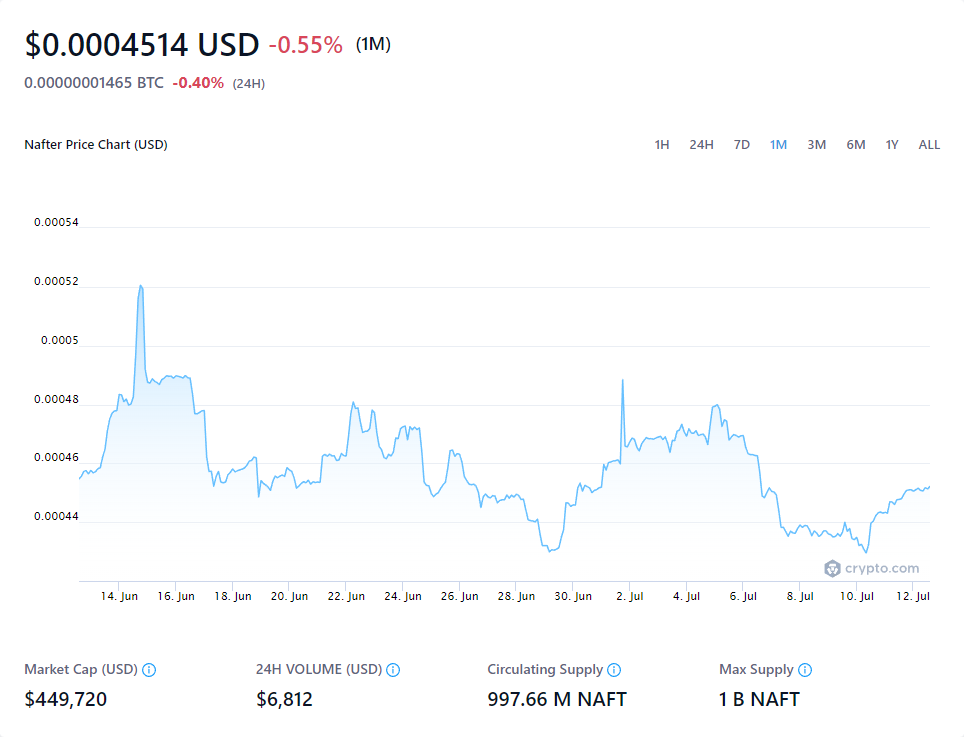 $0.0004514 USD -0.55% (1M)
0.00000001465 BTC -0.40% (24H)
Nafter Price Chart (USD)
1H 24H 7D 1M 3M 6M 1Y ALL
0.00054
0.00052
0.0005
0.00048
0.00046
0.00044
crypto.com
14. Jun 16. Jun 18. Jun 20. Jun 22. Jun 24. Jun 26. Jun 28. Jun 30. Jun 2. Jul 4. Jul 6. Jul 8. Jul 10. Jul 12. Jul
Market Cap (USD) 24H VOLUME (USD) Circulating Supply Max Supply
$449,720 $6,812 997.66 M NAFT 1 B NAFT